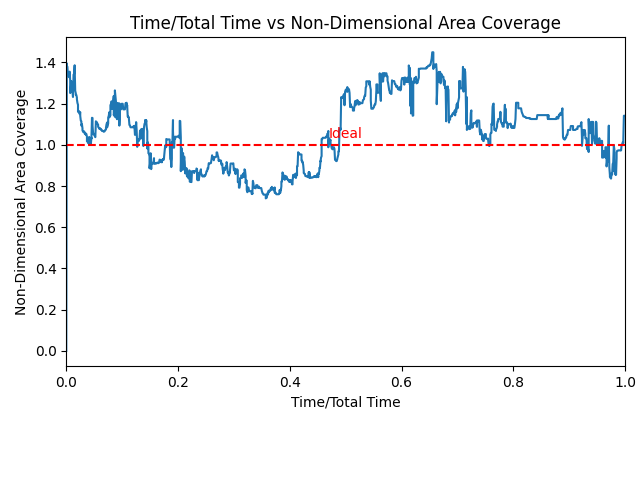 Time/Total Time vs Non-Dimensional Area Coverage
Non-Dimensional Area Coverage
1.4
1.2
1.0
0.8
0.6
0.4
0.2
0.0
Ideal
0.0 0.2 0.4 0.6 0.8 1.0
Time/Total Time